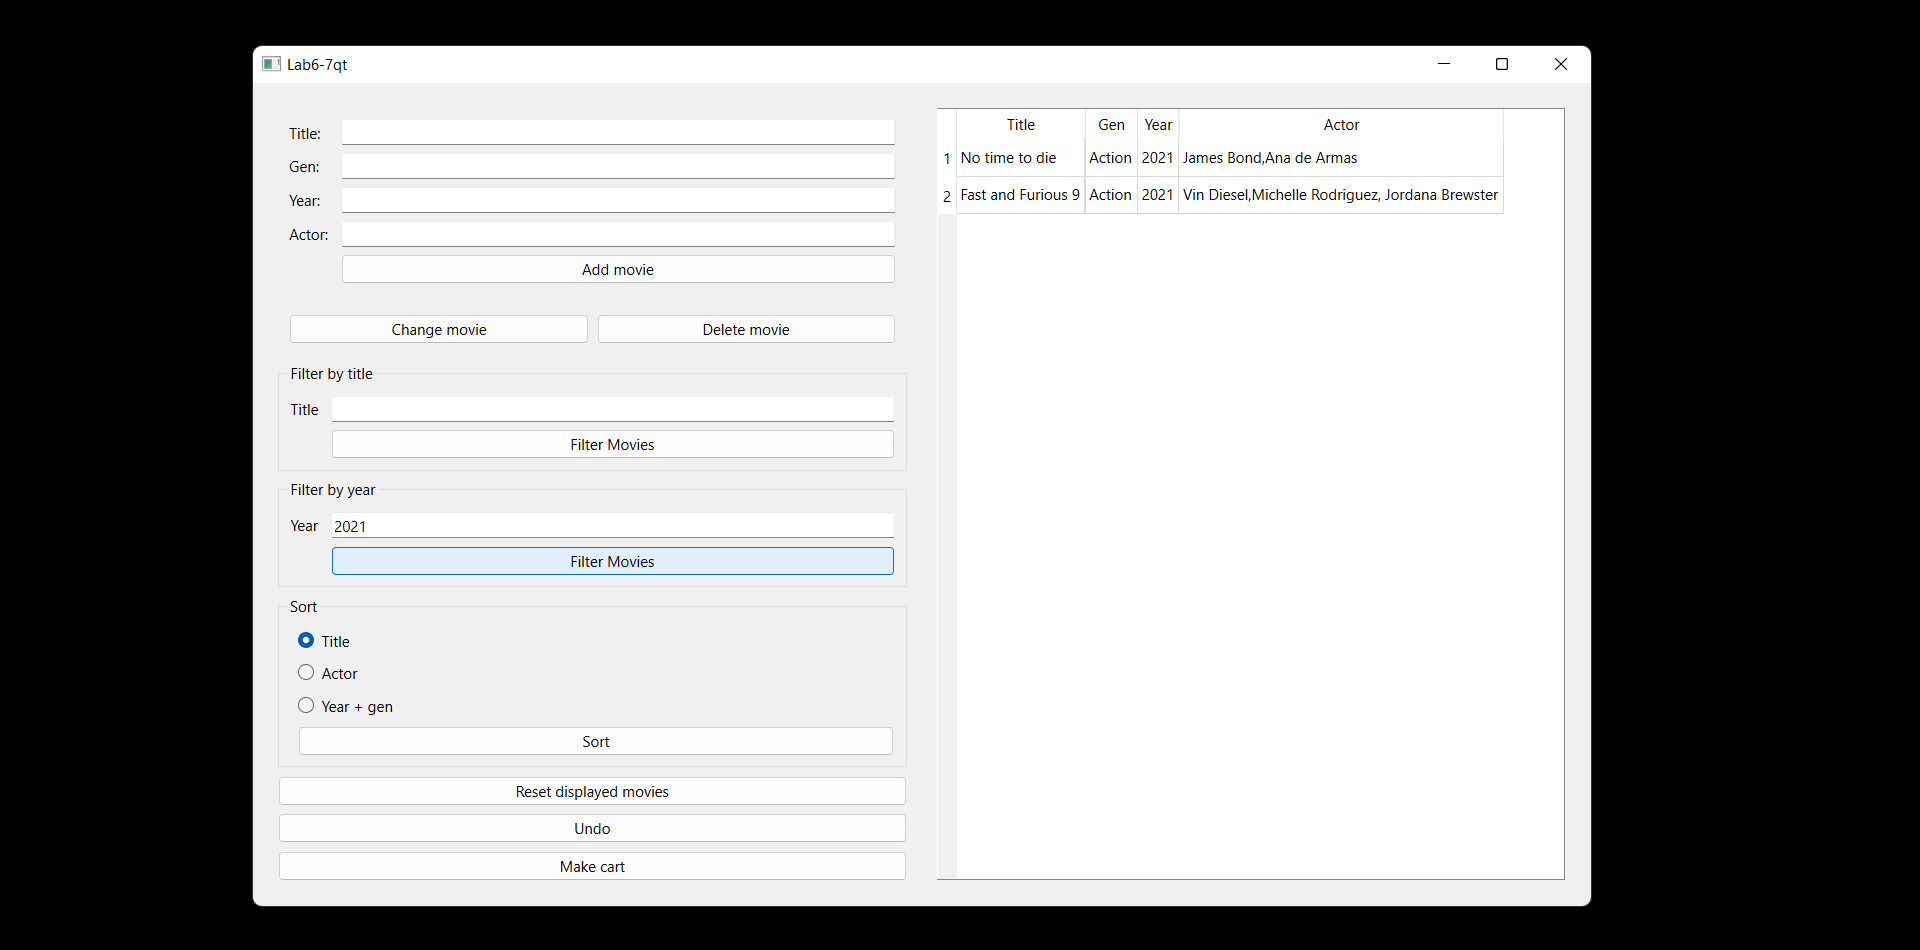 Lab6-7qt
Title:
Gen:
Year:
Actor:
Add movie
Change movie Delete movie
Filter by title
Title
Filter Movies
Filter by year
Year 2021
Filter Movies
Sort
Title
Actor
Year + gen
Sort
Reset displayed movies
Undo
Make cart
Title Gen Year Actor
1 No time to die Action 2021 James Bond,Ana de Armas
2 Fast and Furious 9 Action 2021 Vin Diesel,Michelle Rodriguez, Jordana Brewster